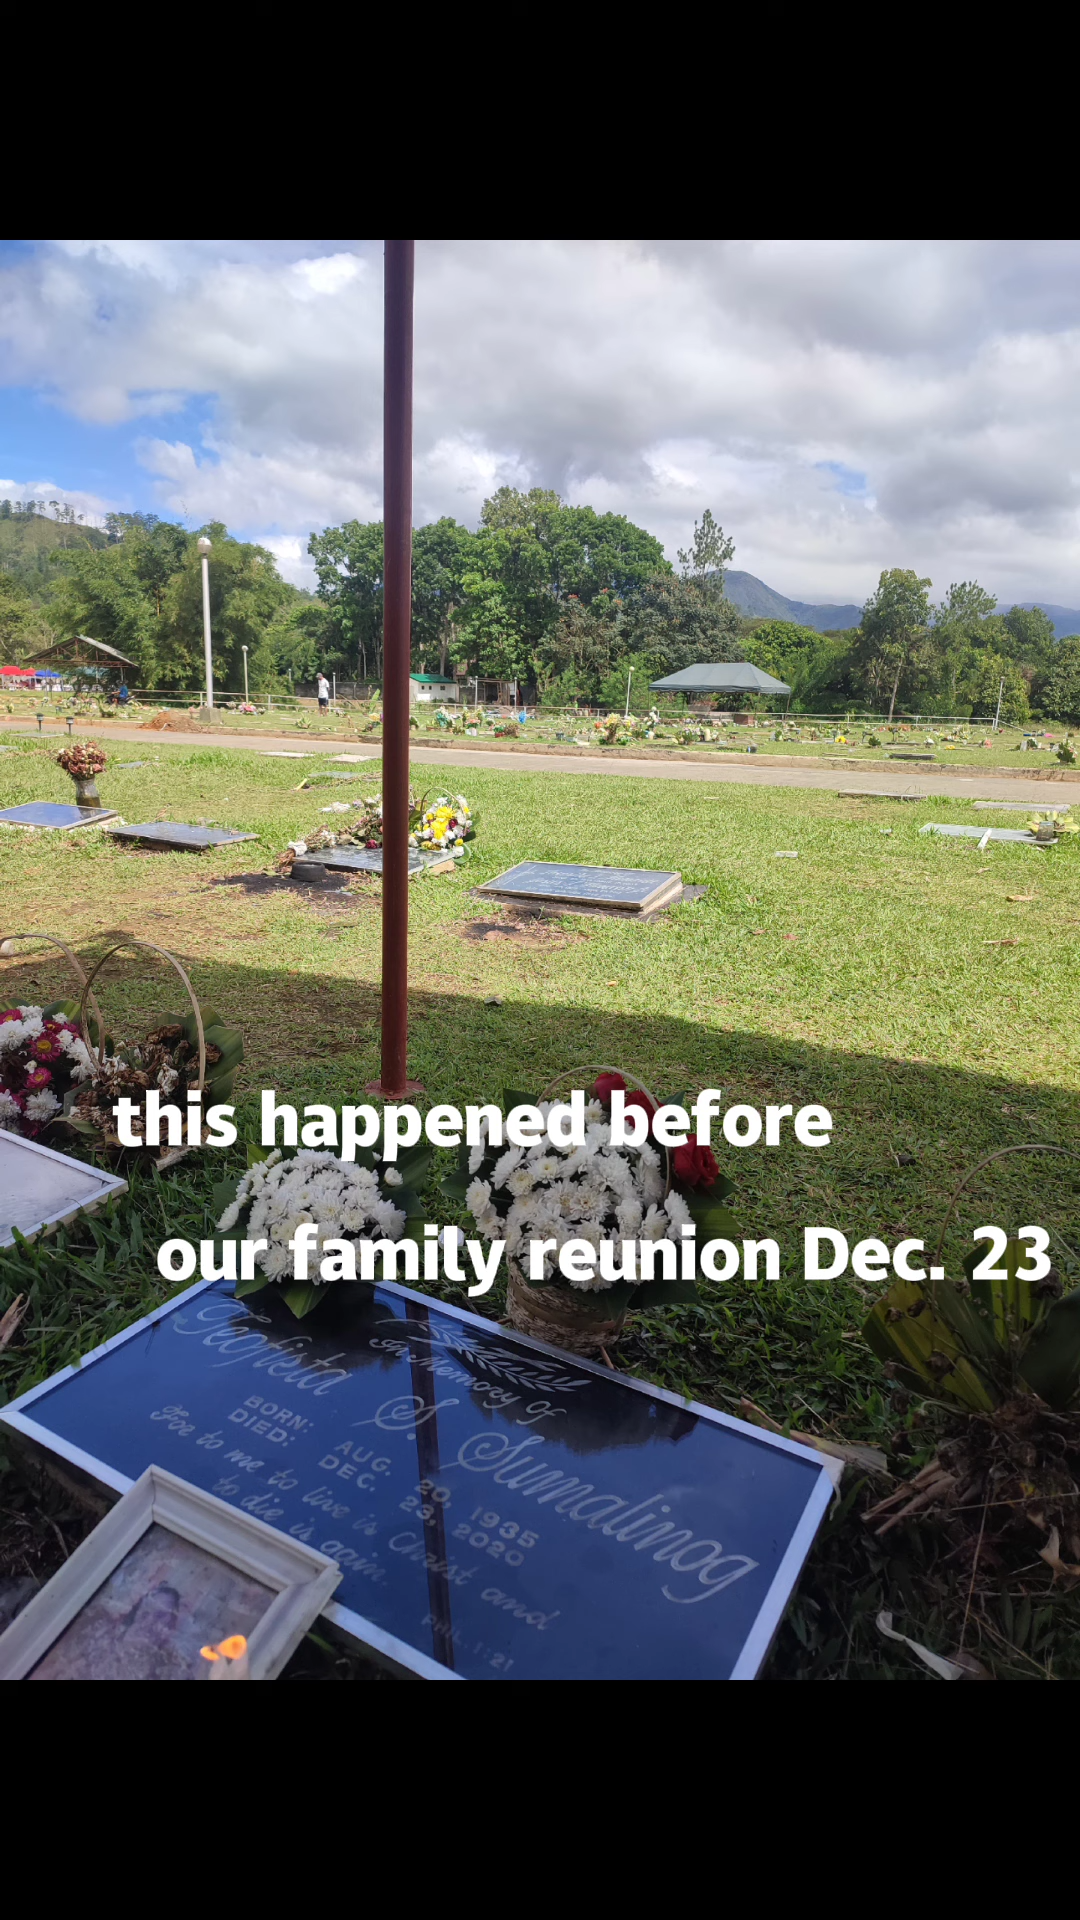 this happened before
our family reunion Dec. 23
In Memory of
Teofista S. Sumalinog
BORN: AUG. 20, 1935
DIED: DEC. 23, 2020
For to me to live is Christ and
to die is gain.
PHIL. 1:21